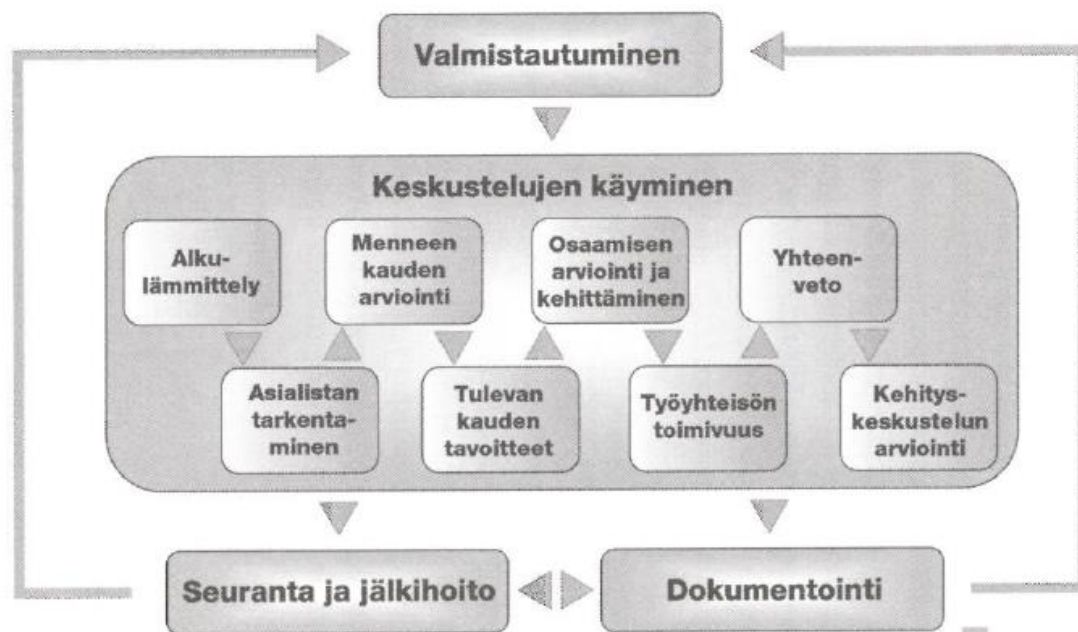 Valmistautuminen
Keskustelujen käyminen
Alku-
lämmittely
Asialistan
tarkenta-
minen
Menneen
kauden
arviointi
Tulevan
kauden
tavoitteet
Osaamisen
arviointi ja
kehittäminen
Työyhteisön
toimivuus
Yhteen-
veto
Kehitys-
keskustelun
arviointi
Seuranta ja jälkihoito
Dokumentointi